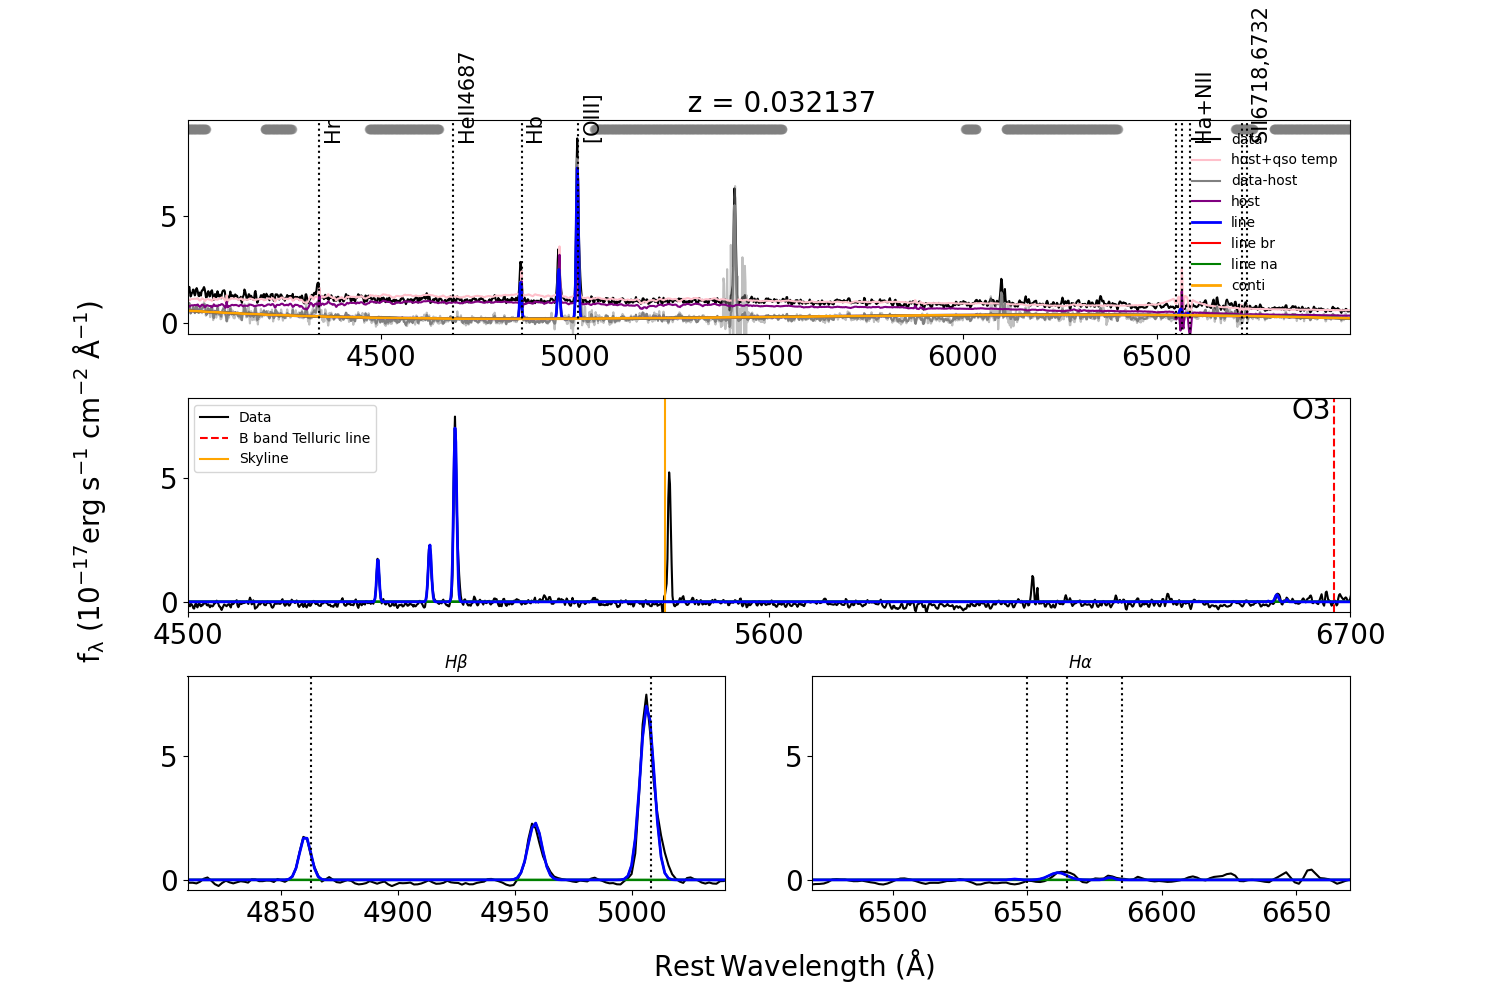 z = 0.032137
Hr
HeII4687
Hb
[OIII]
Ha+NII
SII6718,6732
data
host+qso temp
data-host
host
line
line br
line na
conti
5
0
4500
5000
5500
6000
6500
O3
Data
B band Telluric line
Skyline
5
0
4500
5600
6700
Hβ
5
0
4850
4900
4950
5000
Hα
5
0
6500
6550
6600
6650
fλ (10⁻¹⁷erg s⁻¹ cm⁻² Å⁻¹)
Rest Wavelength (Å)